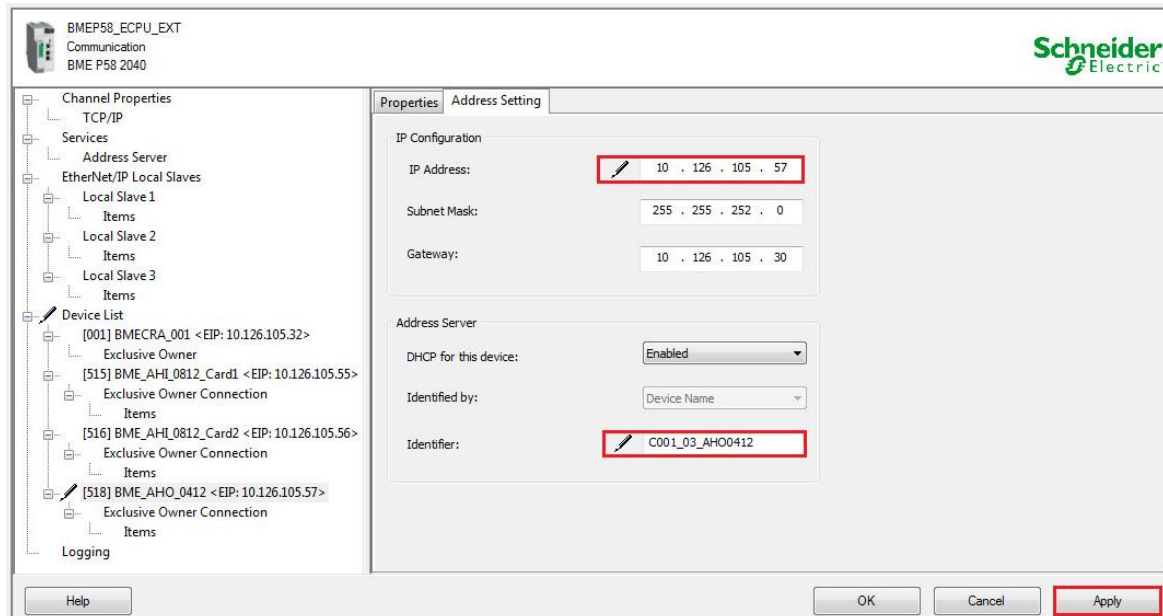 BMEP58_ECPU_EXT
Communication
BME P58 2040
Schneider
Electric
Channel Properties
TCP/IP
Services
Address Server
EtherNet/IP Local Slaves
Local Slave 1
Items
Local Slave 2
Items
Local Slave 3
Items
Device List
[001] BMECRA_001 <EIP: 10.126.105.32>
Exclusive Owner
[515] BME_AHI_0812_Card1 <EIP: 10.126.105.55>
Exclusive Owner Connection
Items
[516] BME_AHI_0812_Card2 <EIP: 10.126.105.56>
Exclusive Owner Connection
Items
[518] BME_AHO_0412 <EIP: 10.126.105.57>
Exclusive Owner Connection
Items
Logging
Properties Address Setting
IP Configuration
IP Address: 10 . 126 . 105 . 57
Subnet Mask: 255 . 255 . 252 . 0
Gateway: 10 . 126 . 105 . 30
Address Server
DHCP for this device: Enabled
Identified by: Device Name
Identifier: C001_03_AHO0412
Help OK Cancel Apply